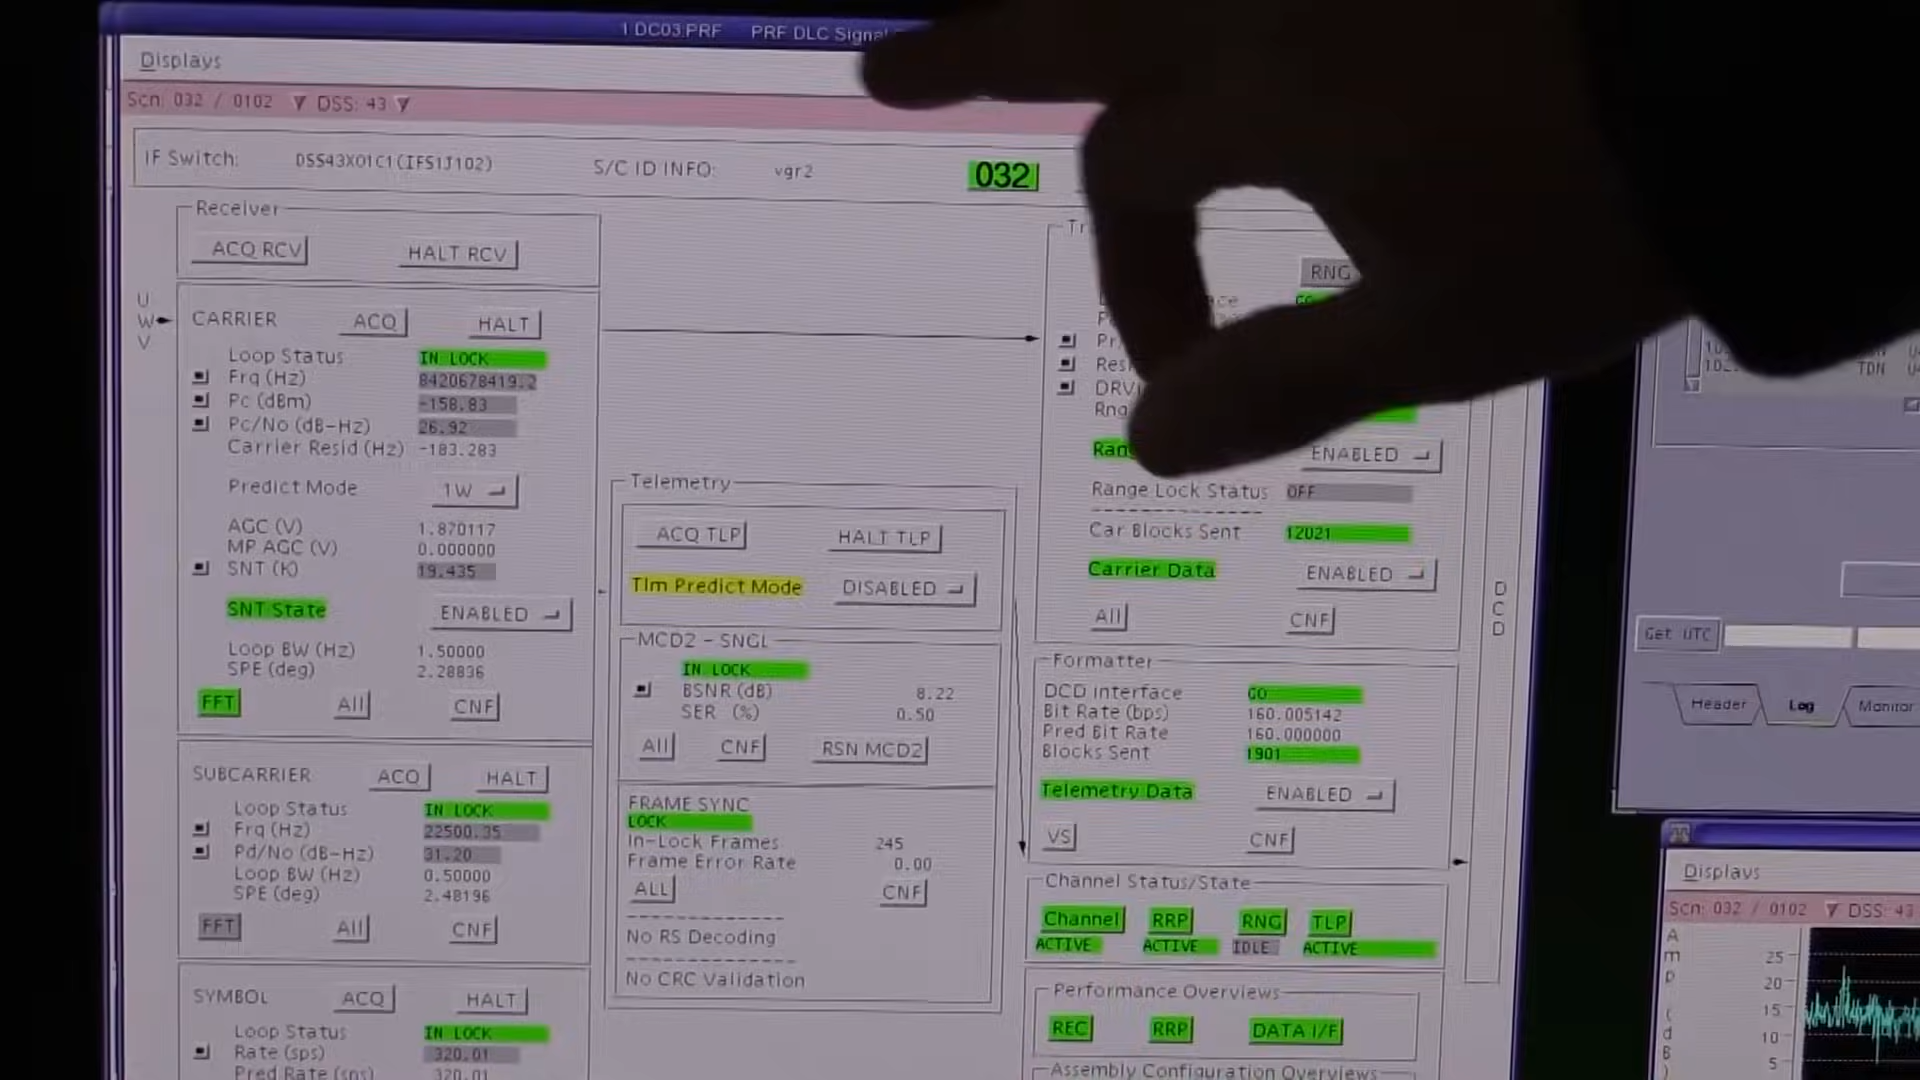 1 DC03:PRF PRF DLC Signal
Displays
Scn: 032 / 0102 DSS: 43
IF Switch: DSS43X01C1(IFS1J102) S/C ID INFO: vgr2 032
Receiver
ACQ RCV HALT RCV
U
W
V
CARRIER ACQ HALT
Loop Status IN LOCK
Frq (Hz) 8420678419.2
Pc (dBm) -158.83
Pc/No (dB-Hz) 26.92
Carrier Resid (Hz) -183.283
Predict Mode 1W
AGC (V) 1.870117
MP AGC (V) 0.000000
SNT (K) 19.435
SNT State ENABLED
Loop BW (Hz) 1.50000
SPE (deg) 2.28836
FFT All CNF
SUBCARRIER ACQ HALT
Loop Status IN LOCK
Frq (Hz) 22500.35
Pd/No (dB-Hz) 31.20
Loop BW (Hz) 0.50000
SPE (deg) 2.48196
FFT All CNF
SYMBOL ACQ HALT
Loop Status IN LOCK
Rate (sps) 320.01
Pred Rate (sps) 320.01
Telemetry
ACQ TLP HALT TLP
Tlm Predict Mode DISABLED
MCD2 - SNGL
IN LOCK
BSNR (dB) 8.22
SER (%) 0.50
All CNF RSN MCD2
FRAME SYNC
LOCK
In-Lock Frames 245
Frame Error Rate 0.00
ALL CNF
No RS Decoding
No CRC Validation
RNG
Rng
ENABLED
Range Lock Status OFF
Car Blocks Sent 12021
Carrier Data ENABLED
All CNF
Formatter
DCD interface GO
Bit Rate (bps) 160.005142
Pred Bit Rate 160.000000
Blocks Sent 1901
Telemetry Data ENABLED
VS CNF
Channel Status/State
Channel RRP RNG TLP
ACTIVE ACTIVE IDLE ACTIVE
Performance Overviews
REC RRP DATA I/F
Assembly Configuration Overviews
D
C
D
TDN
Get UTC
Header Log Monitor
Displays
Scn: 032 / 0102 DSS: 43
A
m
p
(
d
B
)
25
20
15
10
5